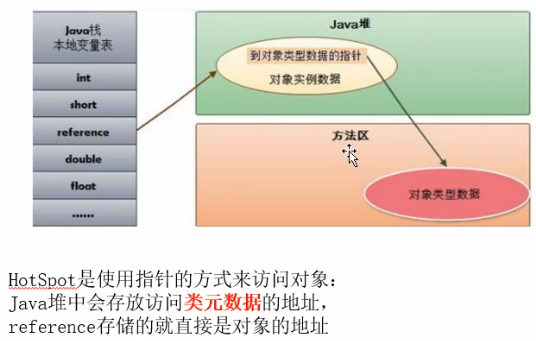 Java栈
本地变量表
int
short
reference
double
float
......
Java堆
到对象类型数据的指针
对象实例数据
方法区
对象类型数据
HotSpot是使用指针的方式来访问对象：
Java堆中会存放访问类元数据的地址，
reference存储的就直接是对象的地址